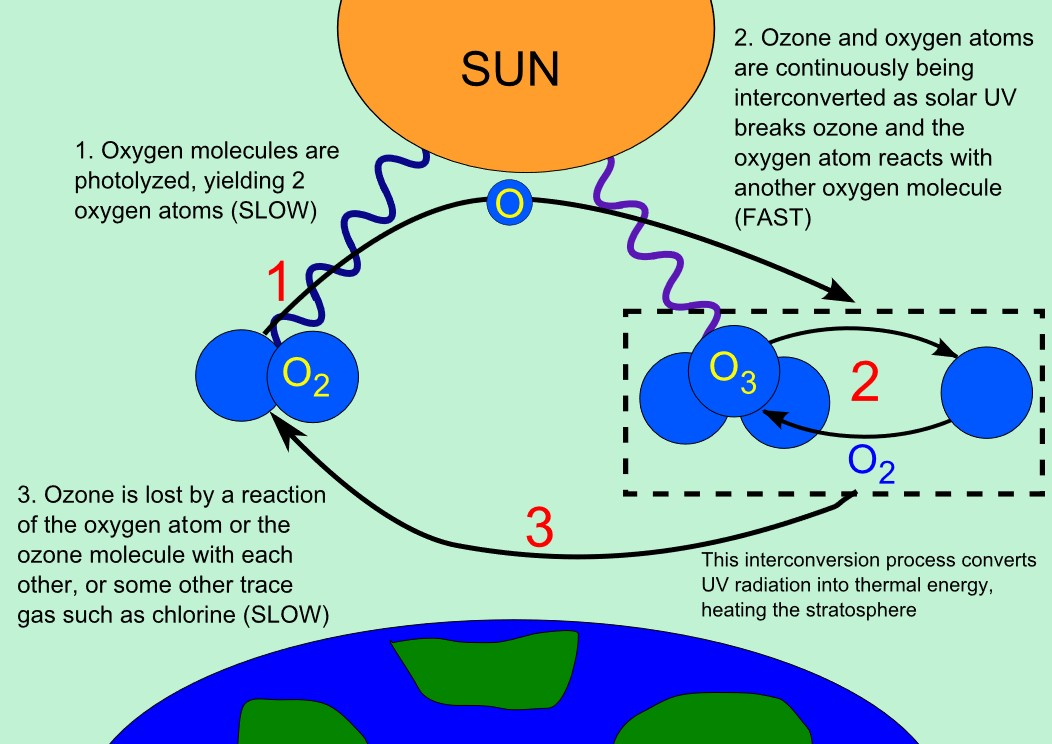 SUN
2. Ozone and oxygen atoms
are continuously being
interconverted as solar UV
breaks ozone and the
oxygen atom reacts with
another oxygen molecule
(FAST)
1. Oxygen molecules are
photolyzed, yielding 2
oxygen atoms (SLOW)
O
1
O2
O3
2
O2
3. Ozone is lost by a reaction
of the oxygen atom or the
ozone molecule with each
other, or some other trace
gas such as chlorine (SLOW)
3
This interconversion process converts
UV radiation into thermal energy,
heating the stratosphere